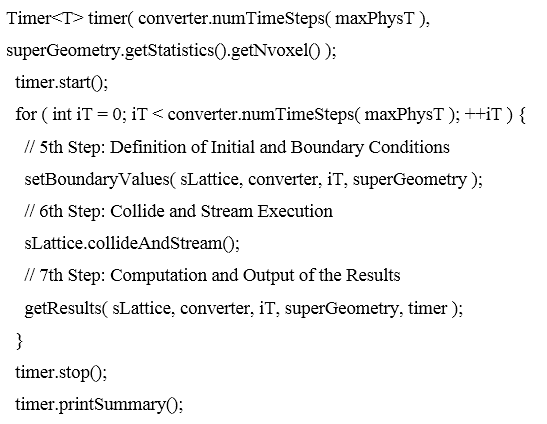 Timer<T> timer( converter.numTimeSteps( maxPhysT ),
superGeometry.getStatistics().getNvoxel() );
timer.start();
for ( int iT = 0; iT < converter.numTimeSteps( maxPhysT ); ++iT ) {
// 5th Step: Definition of Initial and Boundary Conditions
setBoundaryValues( sLattice, converter, iT, superGeometry );
// 6th Step: Collide and Stream Execution
sLattice.collideAndStream();
// 7th Step: Computation and Output of the Results
getResults( sLattice, converter, iT, superGeometry, timer );
}
timer.stop();
timer.printSummary();